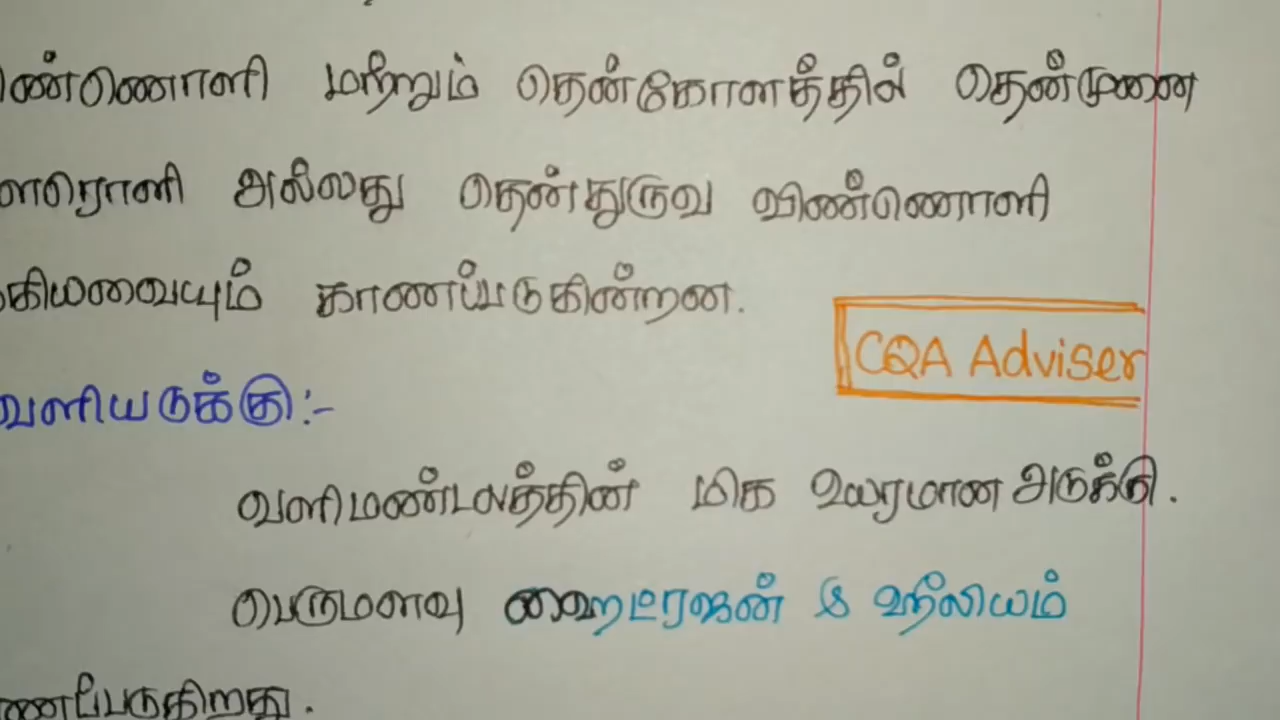 ண்ணொளி மற்றும் தென்கோளத்தில் தென்முனை
ளரொளி அல்லது தென்துருவ விண்ணொளி
கியவையும் காணப்படுகின்றன.
CQA Adviser
வளியடுக்கு:-
வளிமண்டலத்தின் மிக உயரமான அடுக்கு.
பெருமளவு ஹைட்ரஜன் & ஹீலியம்
ணப்படுகிறது.